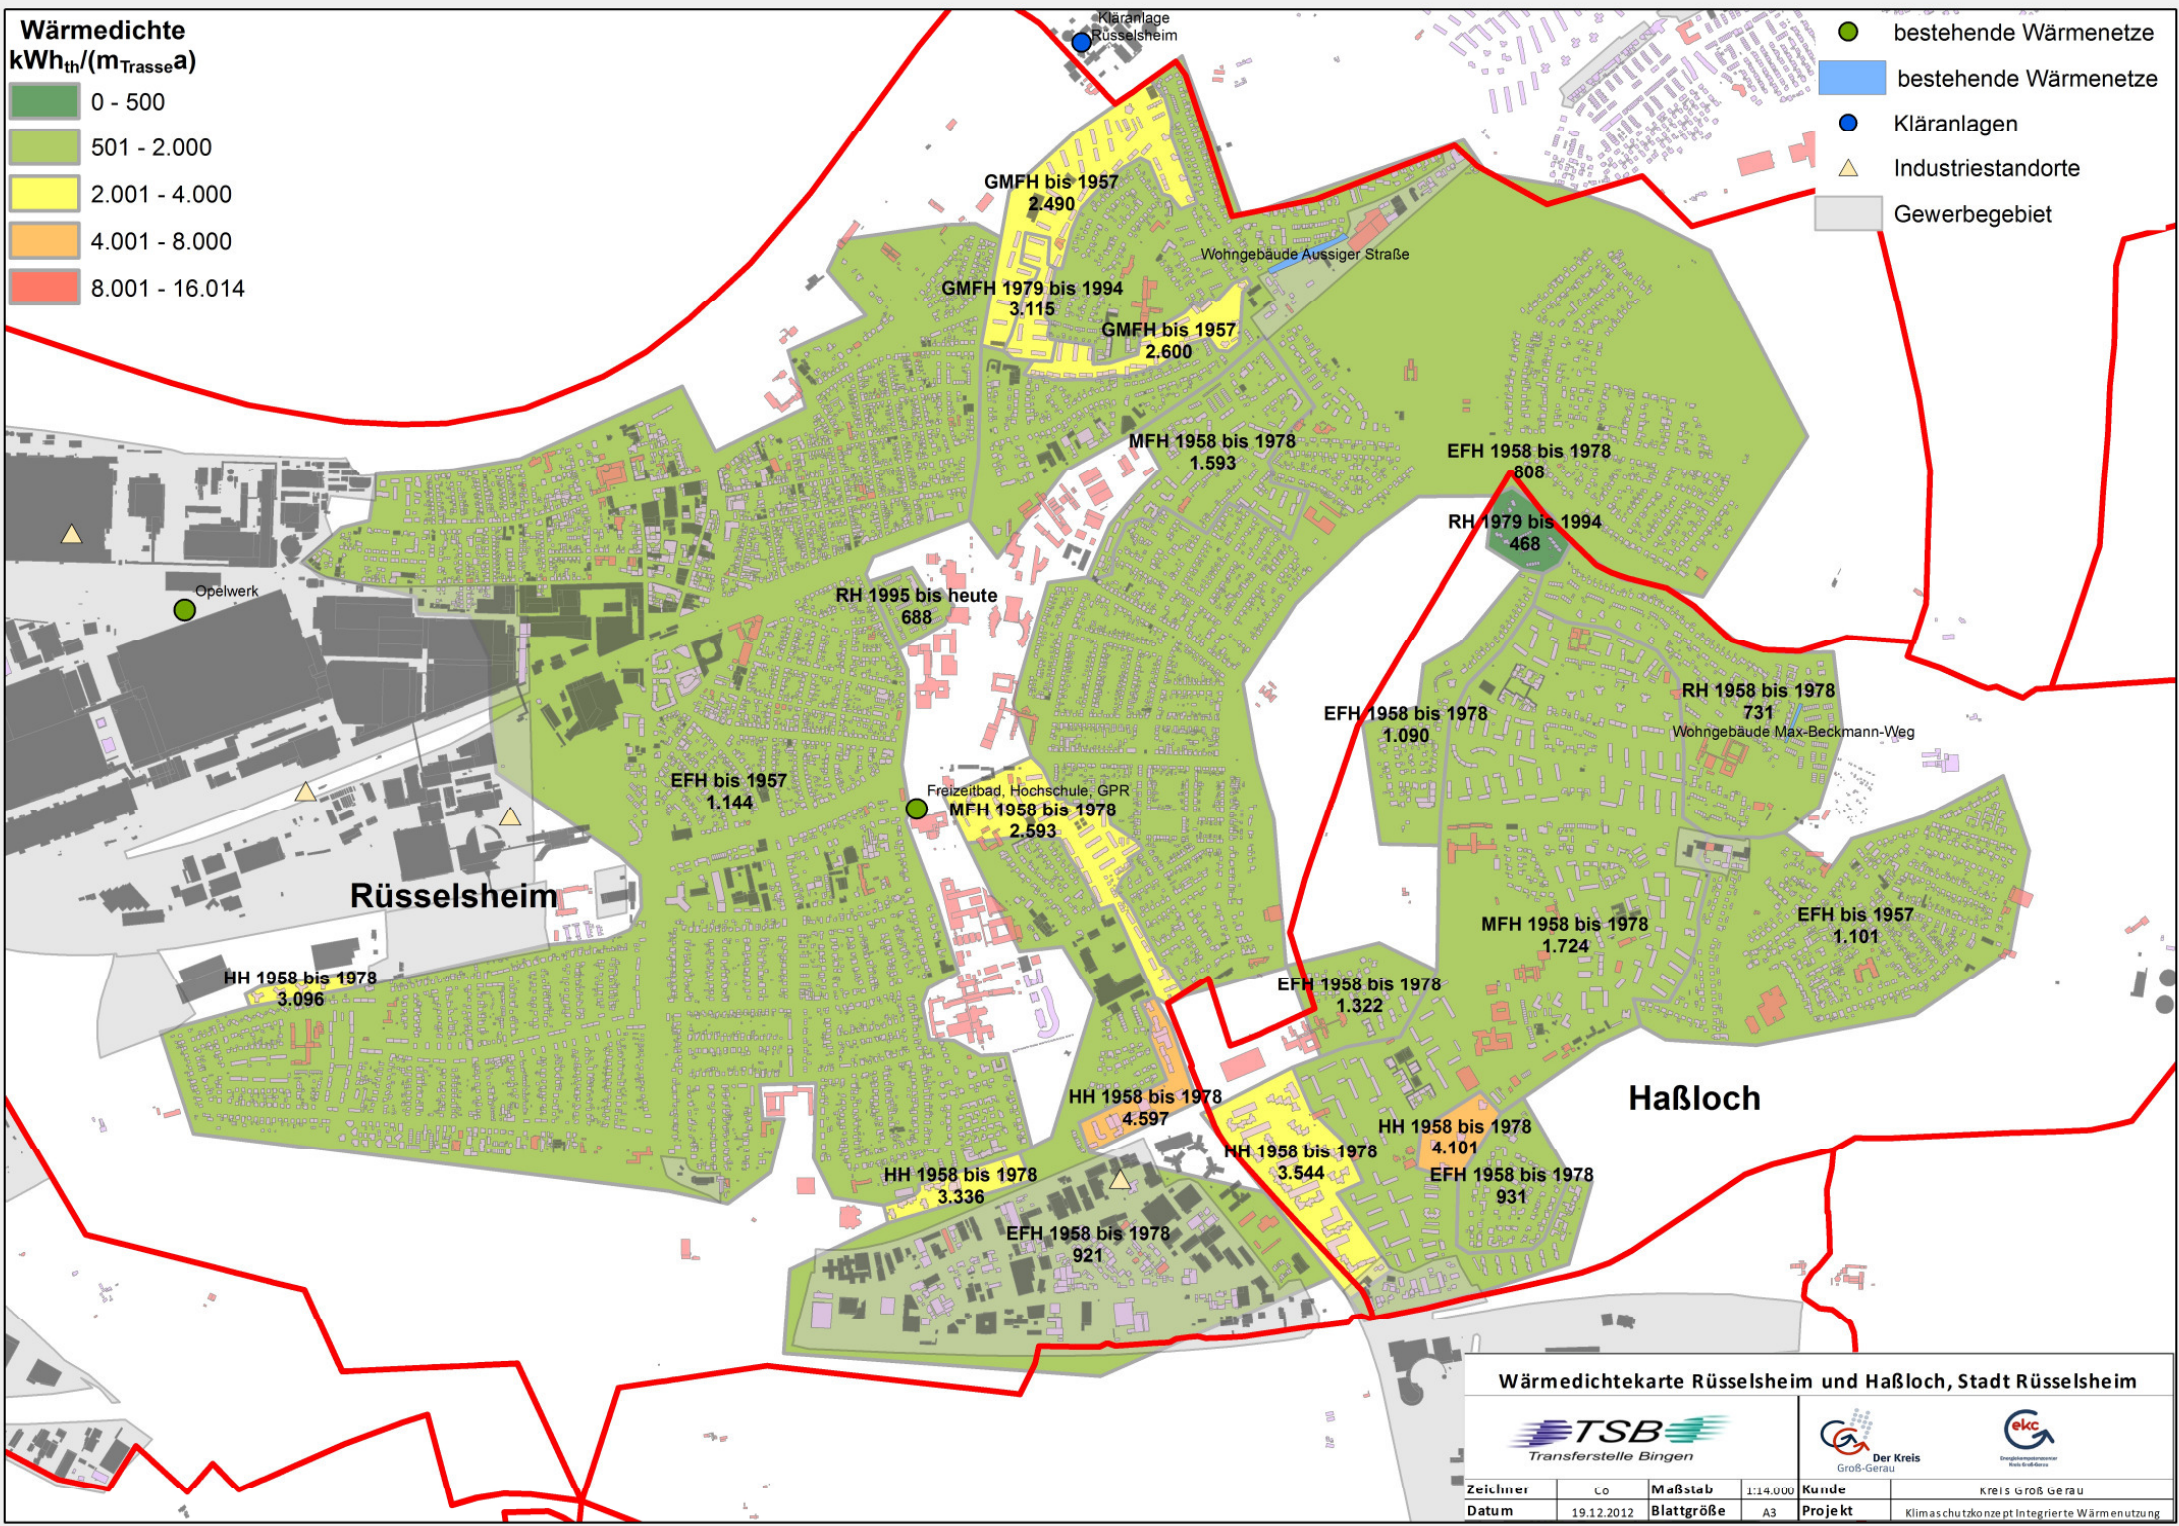 Wärmedichte
kWhth/(mTrassea)
0 - 500
501 - 2.000
2.001 - 4.000
4.001 - 8.000
8.001 - 16.014
bestehende Wärmenetze
bestehende Wärmenetze
Kläranlagen
Industriestandorte
Gewerbegebiet
Kläranlage
Rüsselsheim
GMFH bis 1957
2.490
Wohngebäude Aussiger Straße
GMFH 1979 bis 1994
3.115
GMFH bis 1957
2.600
MFH 1958 bis 1978
1.593
EFH 1958 bis 1978
808
RH 1979 bis 1994
468
Opelwerk
RH 1995 bis heute
688
RH 1958 bis 1978
731
Wohngebäude Max-Beckmann-Weg
EFH 1958 bis 1978
1.090
EFH bis 1957
1.144
Freizeitbad, Hochschule, GPR
MFH 1958 bis 1978
2.593
Rüsselsheim
MFH 1958 bis 1978
1.724
EFH bis 1957
1.101
HH 1958 bis 1978
3.096
EFH 1958 bis 1978
1.322
HH 1958 bis 1978
4.597
Haßloch
HH 1958 bis 1978
4.101
HH 1958 bis 1978
3.544
EFH 1958 bis 1978
931
HH 1958 bis 1978
3.336
EFH 1958 bis 1978
921
Wärmedichtekarte Rüsselsheim und Haßloch, Stadt Rüsselsheim
TSB
Transferstelle Bingen
Der Kreis
Groß-Gerau
ekc
Energiekompetenzcenter
Kreis Groß-Gerau
Zeichner Co Maßstab 1:14.000 Kunde Kreis Groß Gerau
Datum 19.12.2012 Blattgröße A3 Projekt Klimaschutzkonzept Integrierte Wärmenutzung